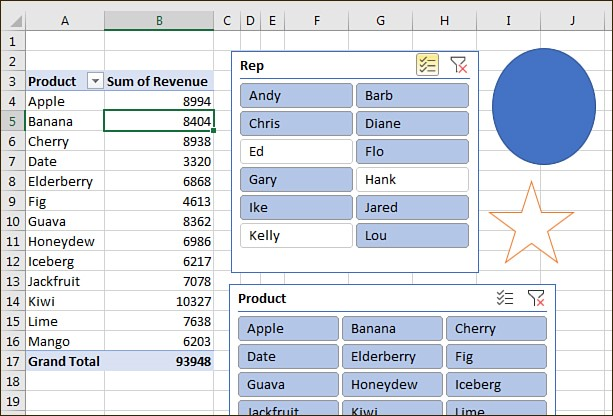 A B C D E F G H I J
1
2
3 Product Sum of Revenue
4 Apple 8994
5 Banana 8404
6 Cherry 8938
7 Date 3320
8 Elderberry 6868
9 Fig 4613
10 Guava 8362
11 Honeydew 6986
12 Iceberg 6217
13 Jackfruit 7078
14 Kiwi 10327
15 Lime 7638
16 Mango 6203
17 Grand Total 93948
18
19
Rep
Andy Barb
Chris Diane
Ed Flo
Gary Hank
Ike Jared
Kelly Lou
Product
Apple Banana Cherry
Date Elderberry Fig
Guava Honeydew Iceberg
Jackfruit Kiwi Lime